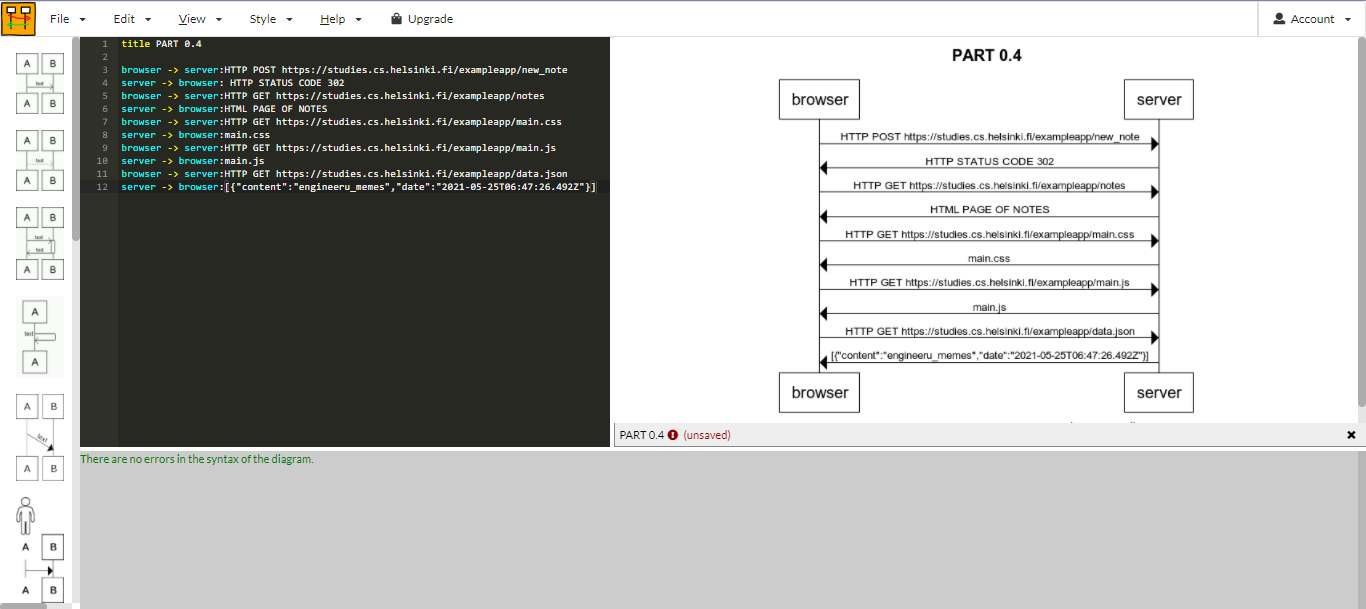 File Edit View Style Help Upgrade Account
A B
text
A B
A B
text
A B
A B
text
text
A B
A
text
A
A B
text
A B
A B
A B
1 title PART 0.4
2
3 browser -> server:HTTP POST https://studies.cs.helsinki.fi/exampleapp/new_note
4 server -> browser: HTTP STATUS CODE 302
5 browser -> server:HTTP GET https://studies.cs.helsinki.fi/exampleapp/notes
6 server -> browser:HTML PAGE OF NOTES
7 browser -> server:HTTP GET https://studies.cs.helsinki.fi/exampleapp/main.css
8 server -> browser:main.css
9 browser -> server:HTTP GET https://studies.cs.helsinki.fi/exampleapp/main.js
10 server -> browser:main.js
11 browser -> server:HTTP GET https://studies.cs.helsinki.fi/exampleapp/data.json
12 server -> browser:[{"content":"engineeru_memes","date":"2021-05-25T06:47:26.492Z"}]
PART 0.4
browser server
HTTP POST https://studies.cs.helsinki.fi/exampleapp/new_note
HTTP STATUS CODE 302
HTTP GET https://studies.cs.helsinki.fi/exampleapp/notes
HTML PAGE OF NOTES
HTTP GET https://studies.cs.helsinki.fi/exampleapp/main.css
main.css
HTTP GET https://studies.cs.helsinki.fi/exampleapp/main.js
main.js
HTTP GET https://studies.cs.helsinki.fi/exampleapp/data.json
[{"content":"engineeru_memes","date":"2021-05-25T06:47:26.492Z"}]
browser server
PART 0.4 (unsaved)
There are no errors in the syntax of the diagram.